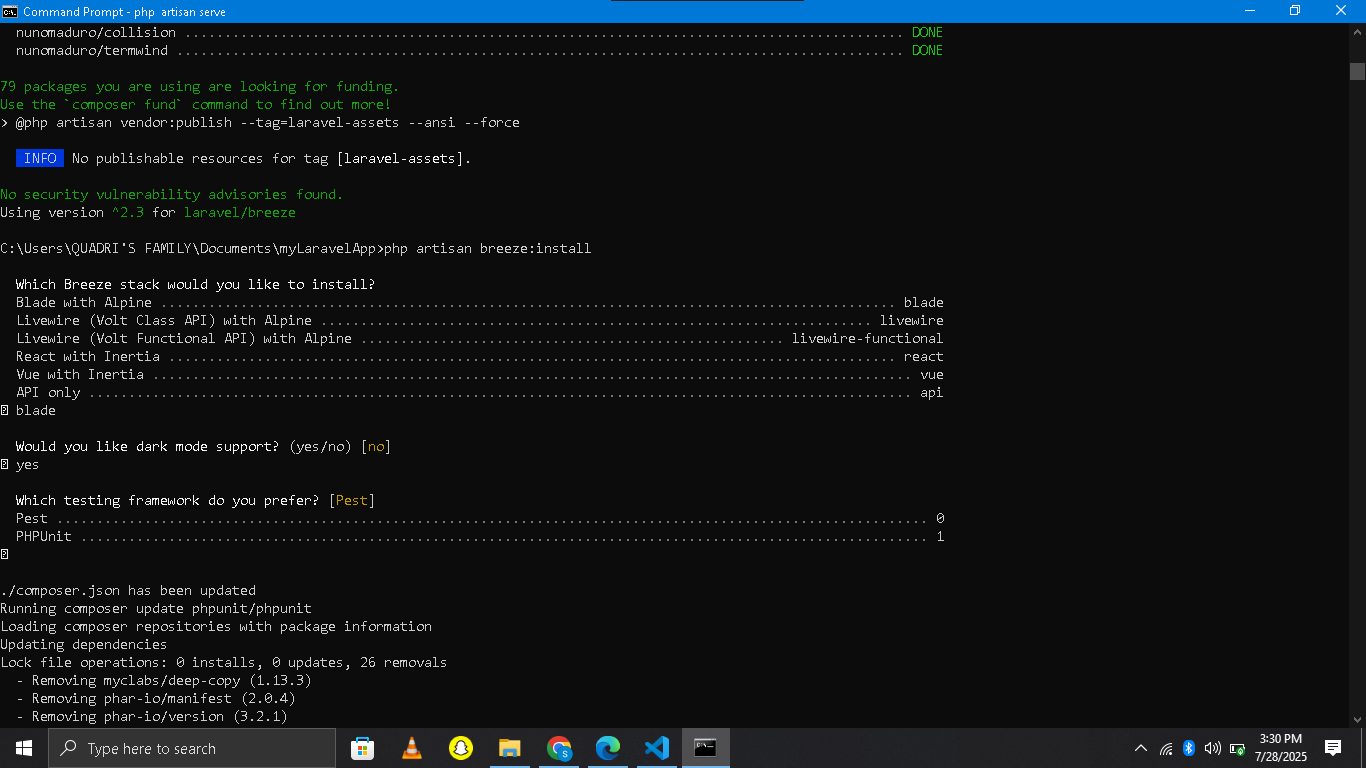 Command Prompt - php  artisan serve
nunomaduro/collision ........................................................................................... DONE
nunomaduro/termwind ............................................................................................ DONE
79 packages you are using are looking for funding.
Use the `composer fund` command to find out more!
> @php artisan vendor:publish --tag=laravel-assets --ansi --force
INFO  No publishable resources for tag [laravel-assets].
No security vulnerability advisories found.
Using version ^2.3 for laravel/breeze
C:\Users\QUADRI'S FAMILY\Documents\myLaravelApp>php artisan breeze:install
Which Breeze stack would you like to install?
Blade with Alpine ............................................................................................ blade
Livewire (Volt Class API) with Alpine ...................................................................... livewire
Livewire (Volt Functional API) with Alpine ...................................................... livewire-functional
React with Inertia ........................................................................................... react
Vue with Inertia ............................................................................................... vue
API only ....................................................................................................... api
blade
Would you like dark mode support? (yes/no) [no]
yes
Which testing framework do you prefer? [Pest]
Pest ............................................................................................................. 0
PHPUnit .......................................................................................................... 1
./composer.json has been updated
Running composer update phpunit/phpunit
Loading composer repositories with package information
Updating dependencies
Lock file operations: 0 installs, 0 updates, 26 removals
- Removing myclabs/deep-copy (1.13.3)
- Removing phar-io/manifest (2.0.4)
- Removing phar-io/version (3.2.1)
Type here to search
3:30 PM
7/28/2025